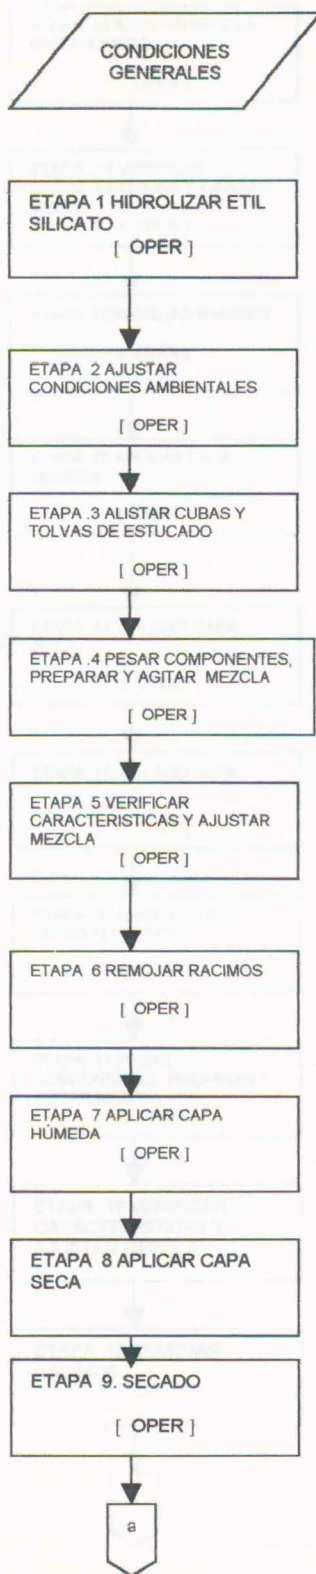 CONDICIONES
GENERALES
ETAPA 1 HIDROLIZAR ETIL
SILICATO
[ OPER ]
ETAPA 2 AJUSTAR
CONDICIONES AMBIENTALES
[ OPER ]
ETAPA .3 ALISTAR CUBAS Y
TOLVAS DE ESTUCADO
[ OPER ]
ETAPA .4 PESAR COMPONENTES,
PREPARAR Y AGITAR MEZCLA
[ OPER ]
ETAPA 5 VERIFICAR
CARACTERISTICAS Y AJUSTAR
MEZCLA
[ OPER ]
ETAPA 6 REMOJAR RACIMOS
[ OPER ]
ETAPA 7 APLICAR CAPA
HÚMEDA
[ OPER ]
ETAPA 8 APLICAR CAPA
SECA
ETAPA 9. SECADO
[ OPER ]
a